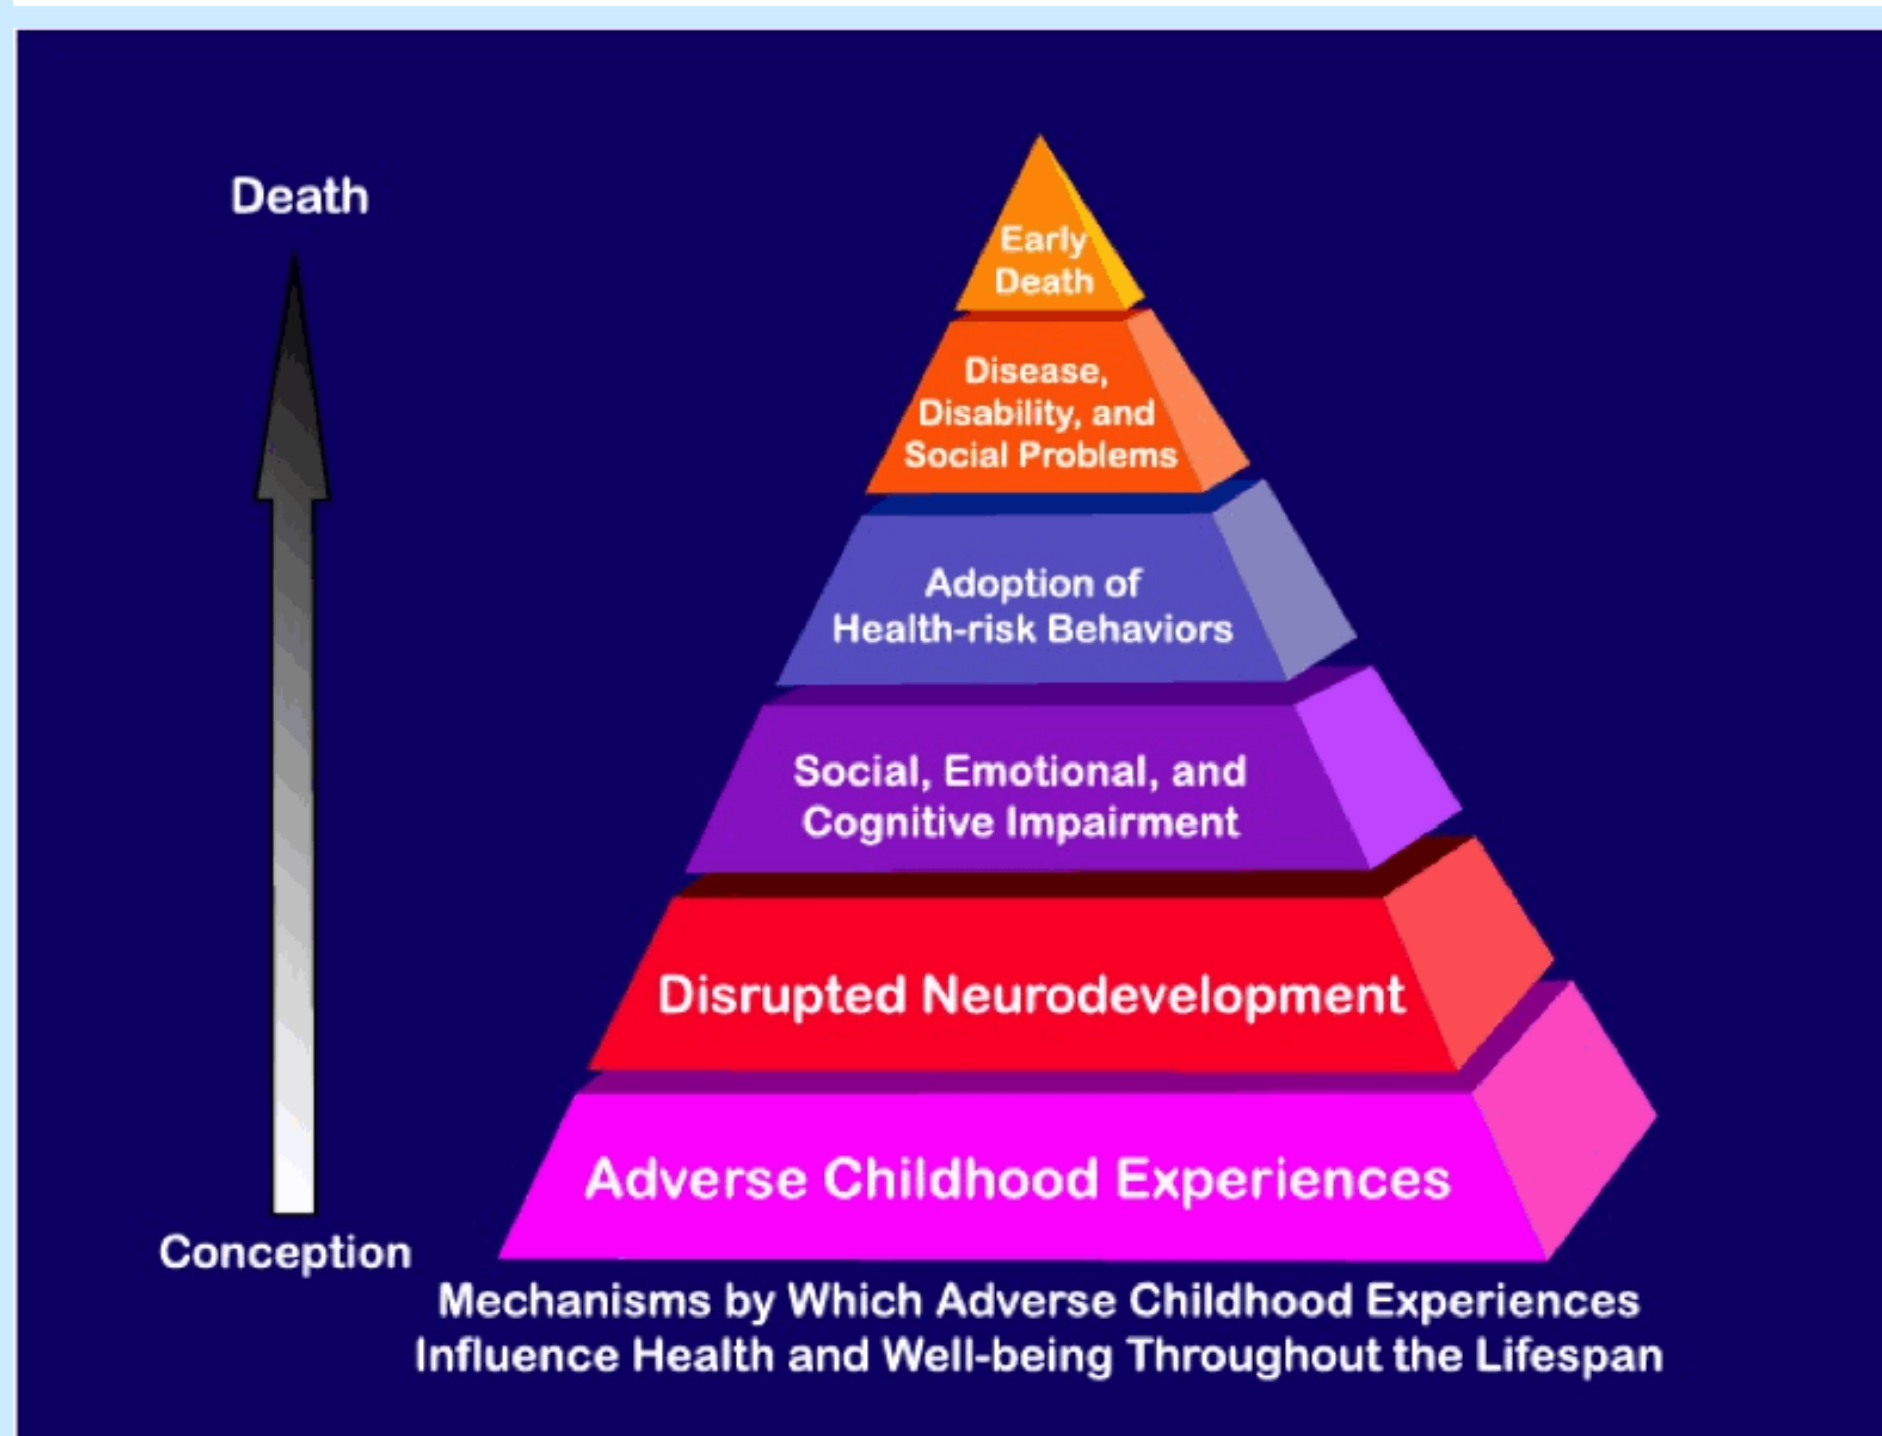 Death
Conception
Early
Death
Disease,
Disability, and
Social Problems
Adoption of
Health-risk Behaviors
Social, Emotional, and
Cognitive Impairment
Disrupted Neurodevelopment
Adverse Childhood Experiences
Mechanisms by Which Adverse Childhood Experiences
Influence Health and Well-being Throughout the Lifespan